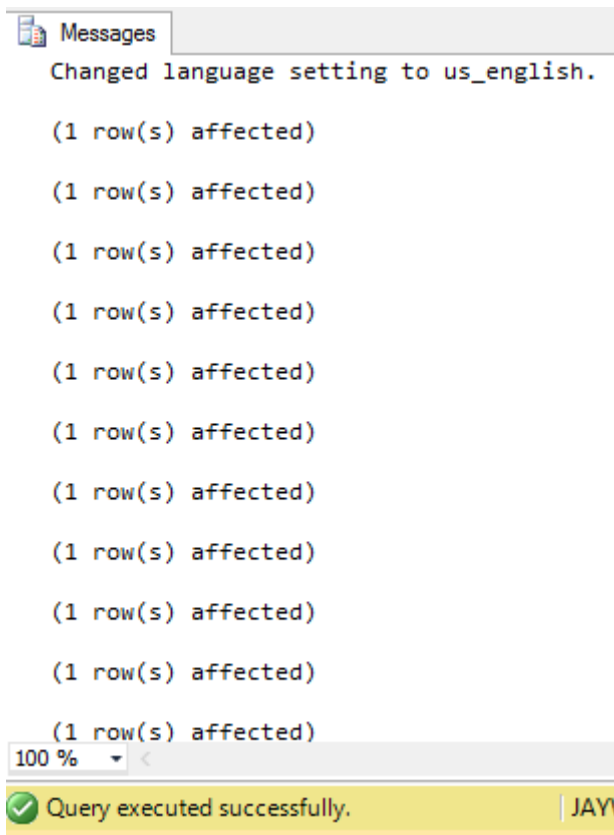 Messages
Changed language setting to us_english.
(1 row(s) affected)
(1 row(s) affected)
(1 row(s) affected)
(1 row(s) affected)
(1 row(s) affected)
(1 row(s) affected)
(1 row(s) affected)
(1 row(s) affected)
(1 row(s) affected)
(1 row(s) affected)
(1 row(s) affected)
100 %
Query executed successfully.